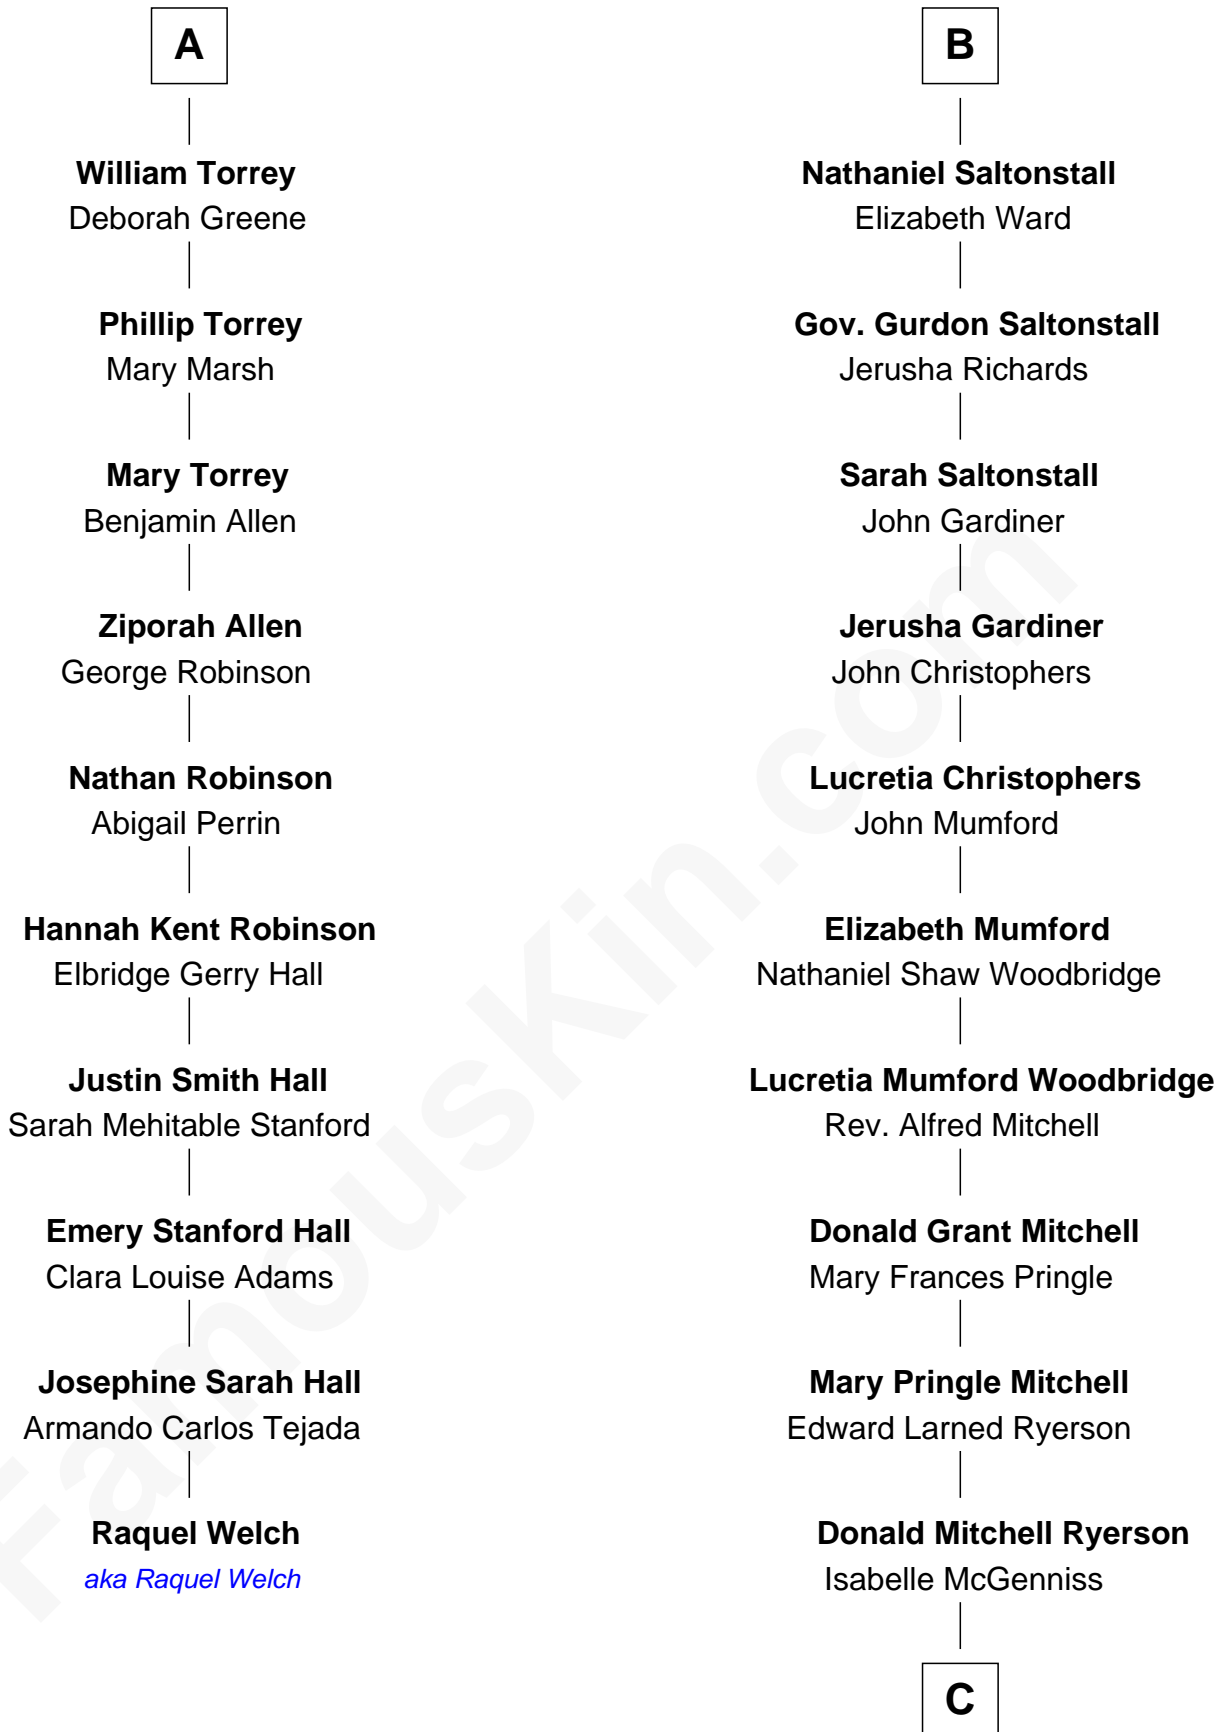 A
William Torrey
Deborah Greene
Phillip Torrey
Mary Marsh
Mary Torrey
Benjamin Allen
Ziporah Allen
George Robinson
Nathan Robinson
Abigail Perrin
Hannah Kent Robinson
Elbridge Gerry Hall
Justin Smith Hall
Sarah Mehitable Stanford
Emery Stanford Hall
Clara Louise Adams
Josephine Sarah Hall
Armando Carlos Tejada
Raquel Welch
aka Raquel Welch
B
Nathaniel Saltonstall
Elizabeth Ward
Gov. Gurdon Saltonstall
Jerusha Richards
Sarah Saltonstall
John Gardiner
Jerusha Gardiner
John Christophers
Lucretia Christophers
John Mumford
Elizabeth Mumford
Nathaniel Shaw Woodbridge
Lucretia Mumford Woodbridge
Rev. Alfred Mitchell
Donald Grant Mitchell
Mary Frances Pringle
Mary Pringle Mitchell
Edward Larned Ryerson
Donald Mitchell Ryerson
Isabelle McGenniss
C
FamousKin.com